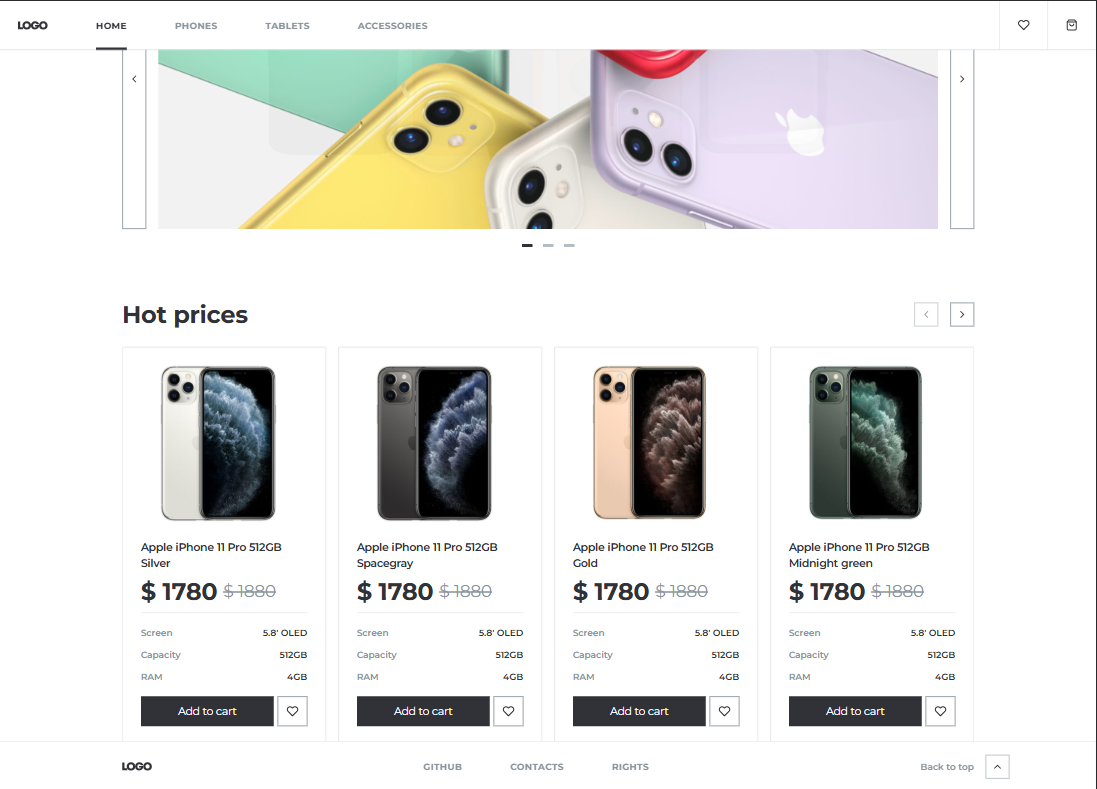 LOGO HOME PHONES TABLETS ACCESSORIES
Hot prices
Apple iPhone 11 Pro 512GB
Silver
$ 1780 $ 1880
Screen 5.8' OLED
Capacity 512GB
RAM 4GB
Add to cart
Apple iPhone 11 Pro 512GB
Spacegray
$ 1780 $ 1880
Screen 5.8' OLED
Capacity 512GB
RAM 4GB
Add to cart
Apple iPhone 11 Pro 512GB
Gold
$ 1780 $ 1880
Screen 5.8' OLED
Capacity 512GB
RAM 4GB
Add to cart
Apple iPhone 11 Pro 512GB
Midnight green
$ 1780 $ 1880
Screen 5.8' OLED
Capacity 512GB
RAM 4GB
Add to cart
LOGO GITHUB CONTACTS RIGHTS Back to top